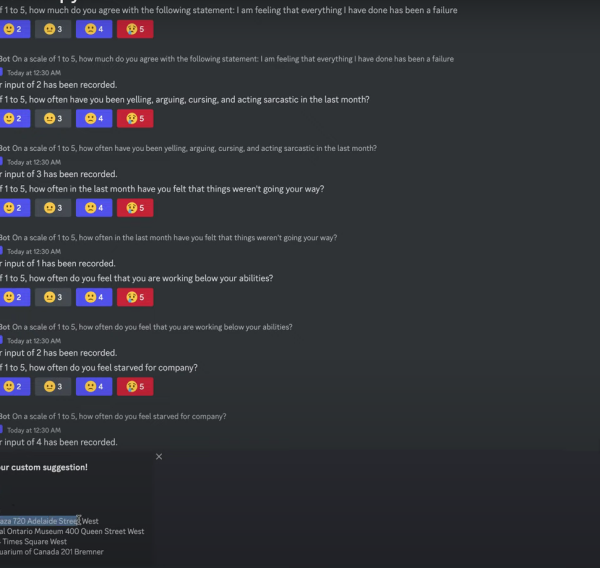 f 1 to 5, how much do you agree with the following statement: I am feeling that everything I have done has been a failure
2 3 4 5
Bot On a scale of 1 to 5, how much do you agree with the following statement: I am feeling that everything I have done has been a failure
Today at 12:30 AM
r input of 2 has been recorded.
f 1 to 5, how often have you been yelling, arguing, cursing, and acting sarcastic in the last month?
2 3 4 5
Bot On a scale of 1 to 5, how often have you been yelling, arguing, cursing, and acting sarcastic in the last month?
Today at 12:30 AM
r input of 3 has been recorded.
f 1 to 5, how often in the last month have you felt that things weren't going your way?
2 3 4 5
Bot On a scale of 1 to 5, how often in the last month have you felt that things weren't going your way?
Today at 12:30 AM
r input of 1 has been recorded.
f 1 to 5, how often do you feel that you are working below your abilities?
2 3 4 5
Bot On a scale of 1 to 5, how often do you feel that you are working below your abilities?
Today at 12:30 AM
r input of 2 has been recorded.
f 1 to 5, how often do you feel starved for company?
2 3 4 5
Bot On a scale of 1 to 5, how often do you feel starved for company?
Today at 12:30 AM
r input of 4 has been recorded.
ur custom suggestion!
aza 720 Adelaide Street West
al Ontario Museum 400 Queen Street West
Times Square West
uarium of Canada 201 Bremner